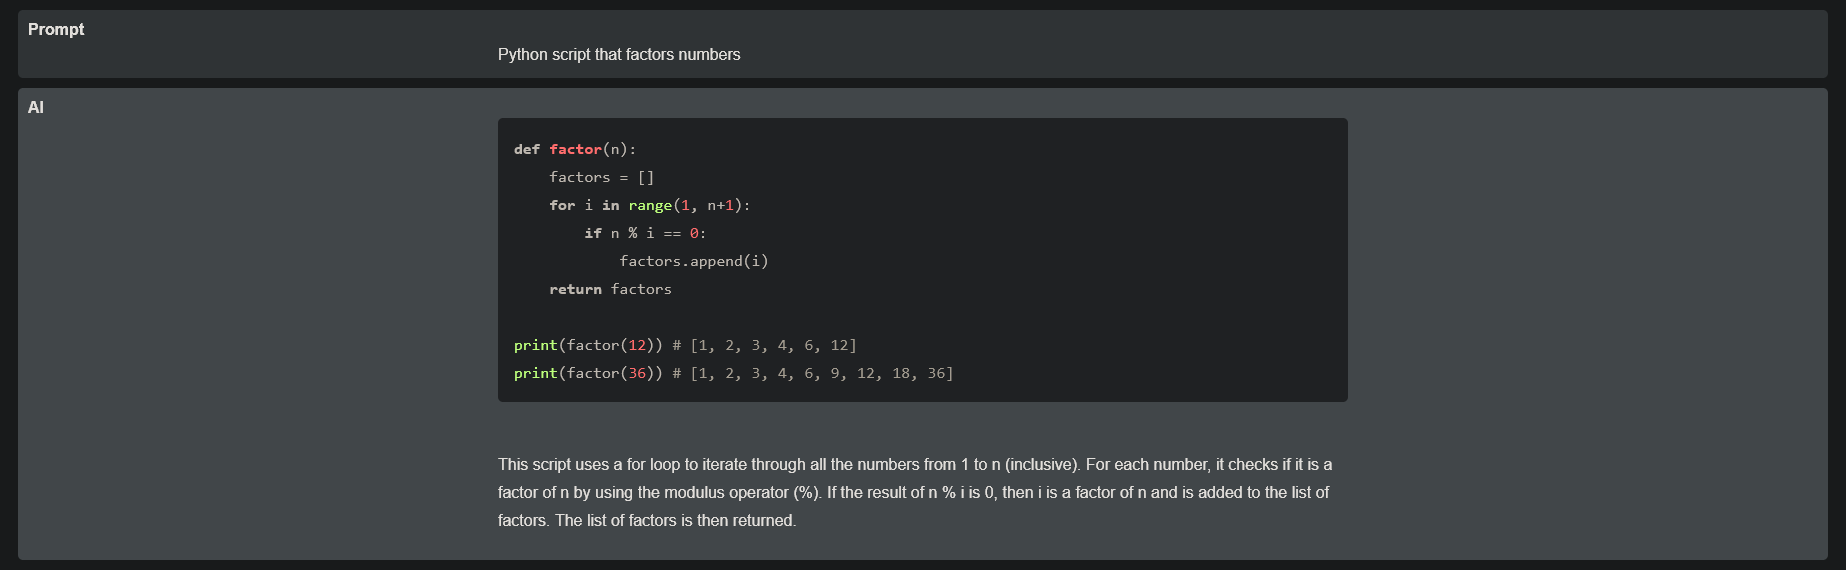 Prompt
Python script that factors numbers
AI
def factor(n):
    factors = []
    for i in range(1, n+1):
        if n % i == 0:
            factors.append(i)
    return factors
print(factor(12)) # [1, 2, 3, 4, 6, 12]
print(factor(36)) # [1, 2, 3, 4, 6, 9, 12, 18, 36]
This script uses a for loop to iterate through all the numbers from 1 to n (inclusive). For each number, it checks if it is a
factor of n by using the modulus operator (%). If the result of n % i is 0, then i is a factor of n and is added to the list of
factors. The list of factors is then returned.